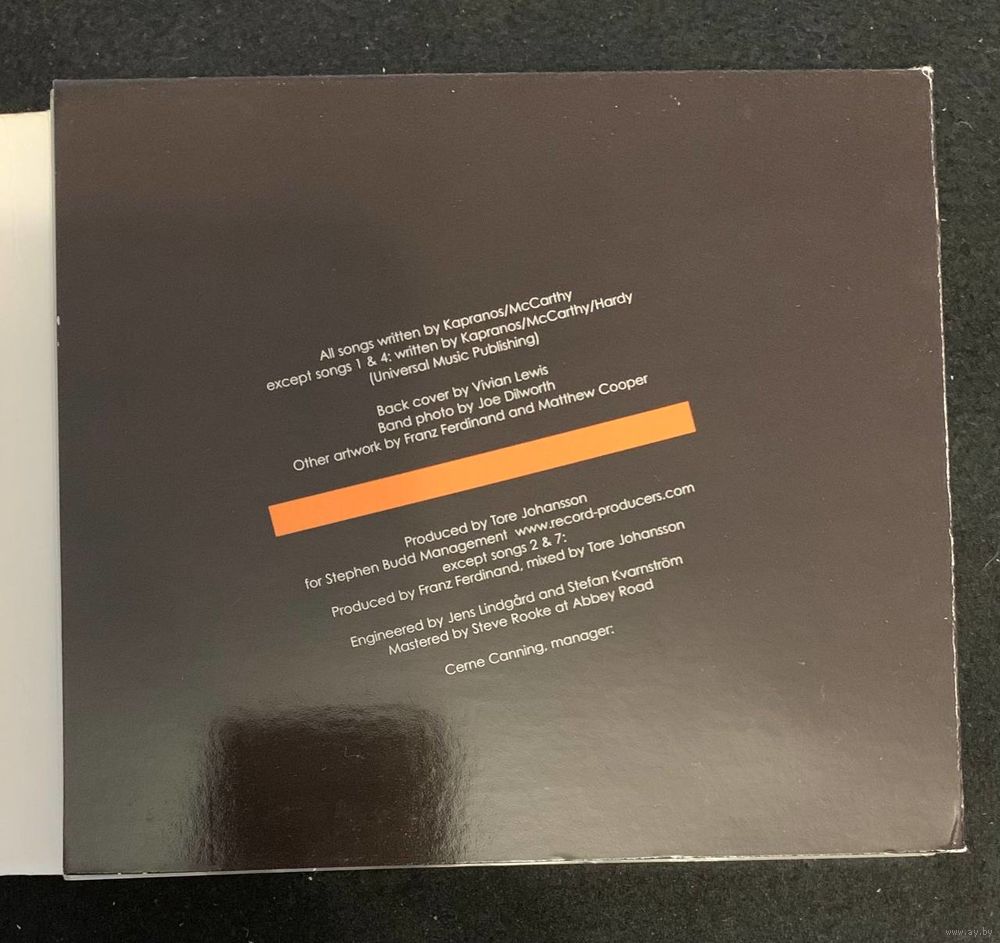 All songs written by Kapranos/McCarthy
except songs 1 & 4: written by Kapranos/McCarthy/Hardy
(Universal Music Publishing)
Back cover by Vivian Lewis
Band photo by Joe Dilworth
Other artwork by Franz Ferdinand and Matthew Cooper
Produced by Tore Johansson
for Stephen Budd Management www.record-producers.com
except songs 2 & 7:
Produced by Franz Ferdinand, mixed by Tore Johansson
Engineered by Jens Lindgård and Stefan Kvarnström
Mastered by Steve Rooke at Abbey Road
Cerne Canning, manager:
www.ay.by